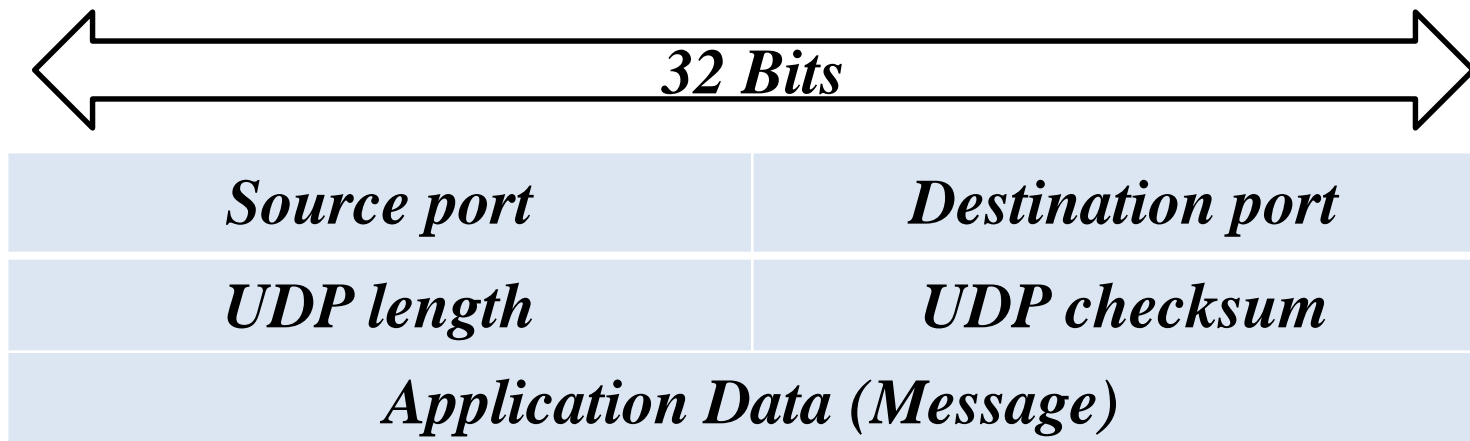 32 Bits
Source port Destination port
UDP length UDP checksum
Application Data (Message)